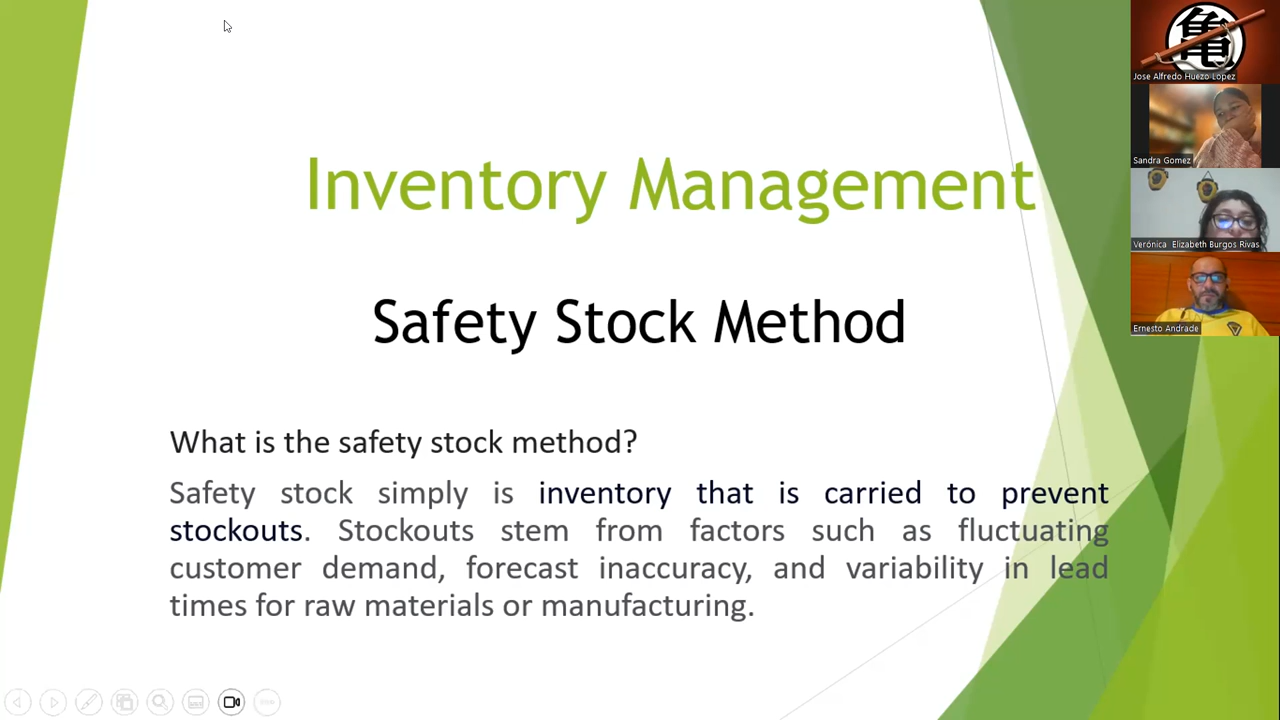 Inventory Management
Safety Stock Method
What is the safety stock method?
Safety stock simply is inventory that is carried to prevent
stockouts. Stockouts stem from factors such as fluctuating
customer demand, forecast inaccuracy, and variability in lead
times for raw materials or manufacturing.
亀
Jose Alfredo Huezo Lopez
Sandra Gomez
Verónica Elizabeth Burgos Rivas
Ernesto Andrade